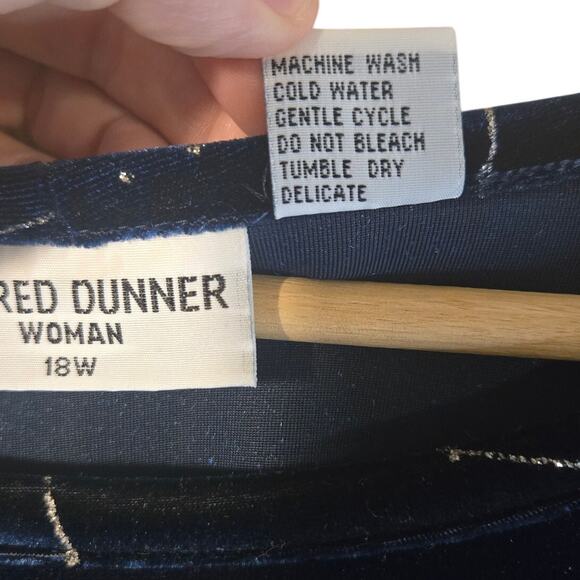 MACHINE WASH
COLD WATER
GENTLE CYCLE
DO NOT BLEACH
TUMBLE DRY
DELICATE
RED DUNNER
WOMAN
18W